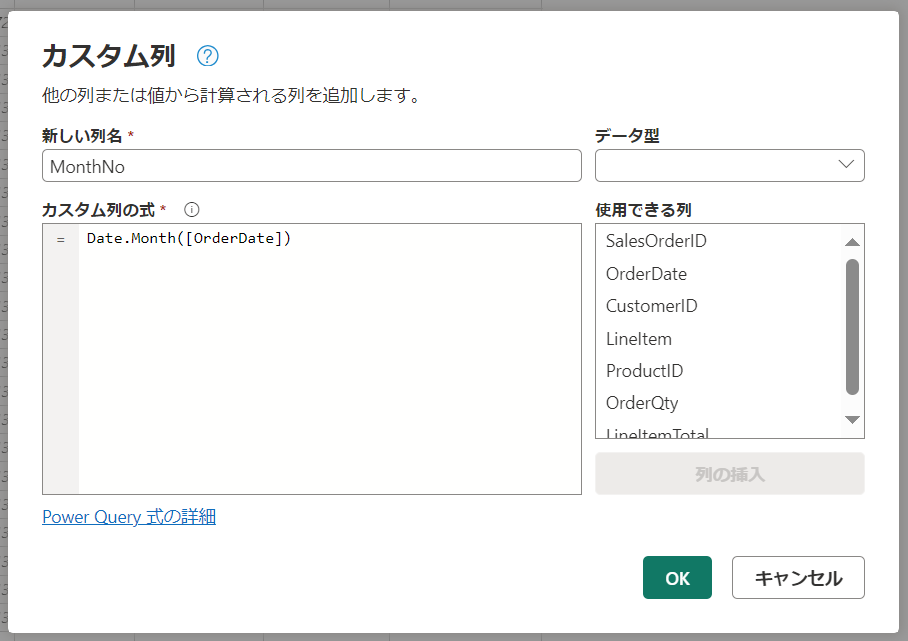 カスタム列
他の列または値から計算される列を追加します。
新しい列名 *
データ型
MonthNo
カスタム列の式 *
使用できる列
= Date.Month([OrderDate])
SalesOrderID
OrderDate
CustomerID
LineItem
ProductID
OrderQty
LineItemTotal
列の挿入
Power Query 式の詳細
OK
キャンセル